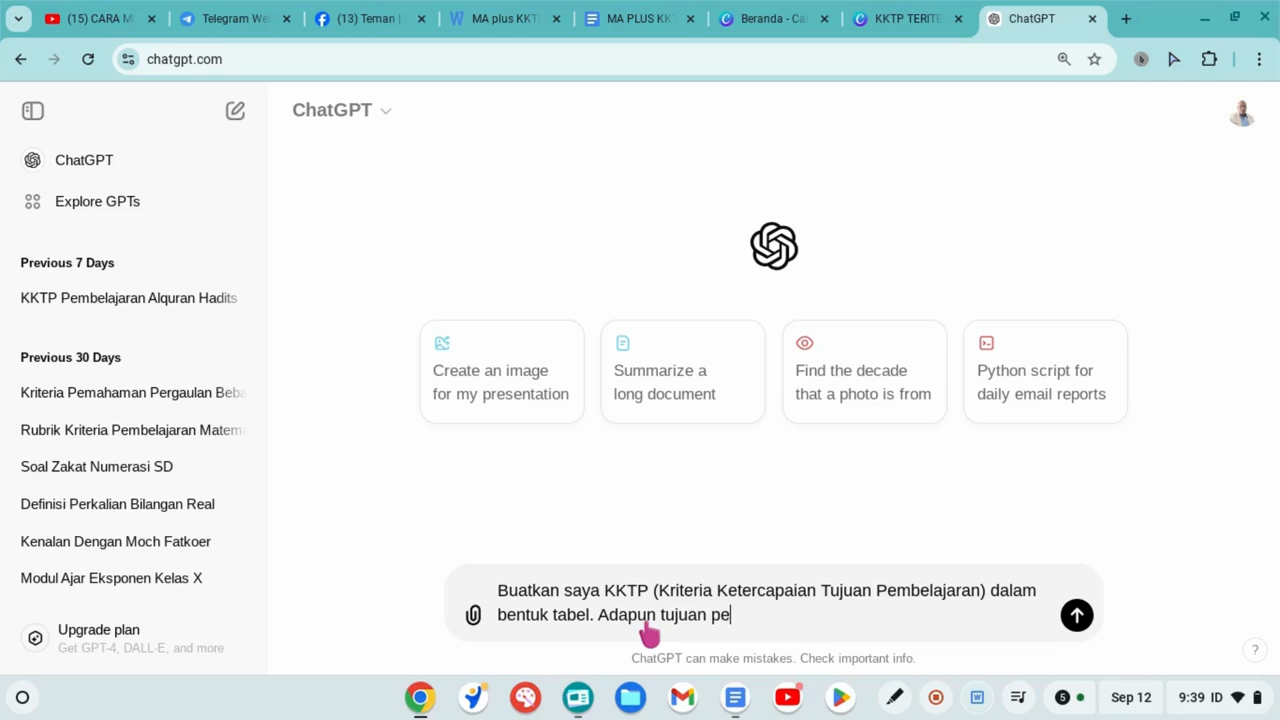 (15) CARA M
Telegram We
(13) Teman
MA plus KKT
MA PLUS KK
Beranda - Ca
KKTP TERITE
ChatGPT
chatgpt.com
ChatGPT
ChatGPT
Explore GPTs
Previous 7 Days
KKTP Pembelajaran Alquran Hadits
Previous 30 Days
Kriteria Pemahaman Pergaulan Beba
Rubrik Kriteria Pembelajaran Matem
Soal Zakat Numerasi SD
Definisi Perkalian Bilangan Real
Kenalan Dengan Moch Fatkoer
Modul Ajar Eksponen Kelas X
Upgrade plan
Get GPT-4, DALL·E, and more
Create an image
for my presentation
Summarize a
long document
Find the decade
that a photo is from
Python script for
daily email reports
Buatkan saya KKTP (Kriteria Ketercapaian Tujuan Pembelajaran) dalam
bentuk tabel. Adapun tujuan pe
ChatGPT can make mistakes. Check important info.
?
5
Sep 12
9:39 ID